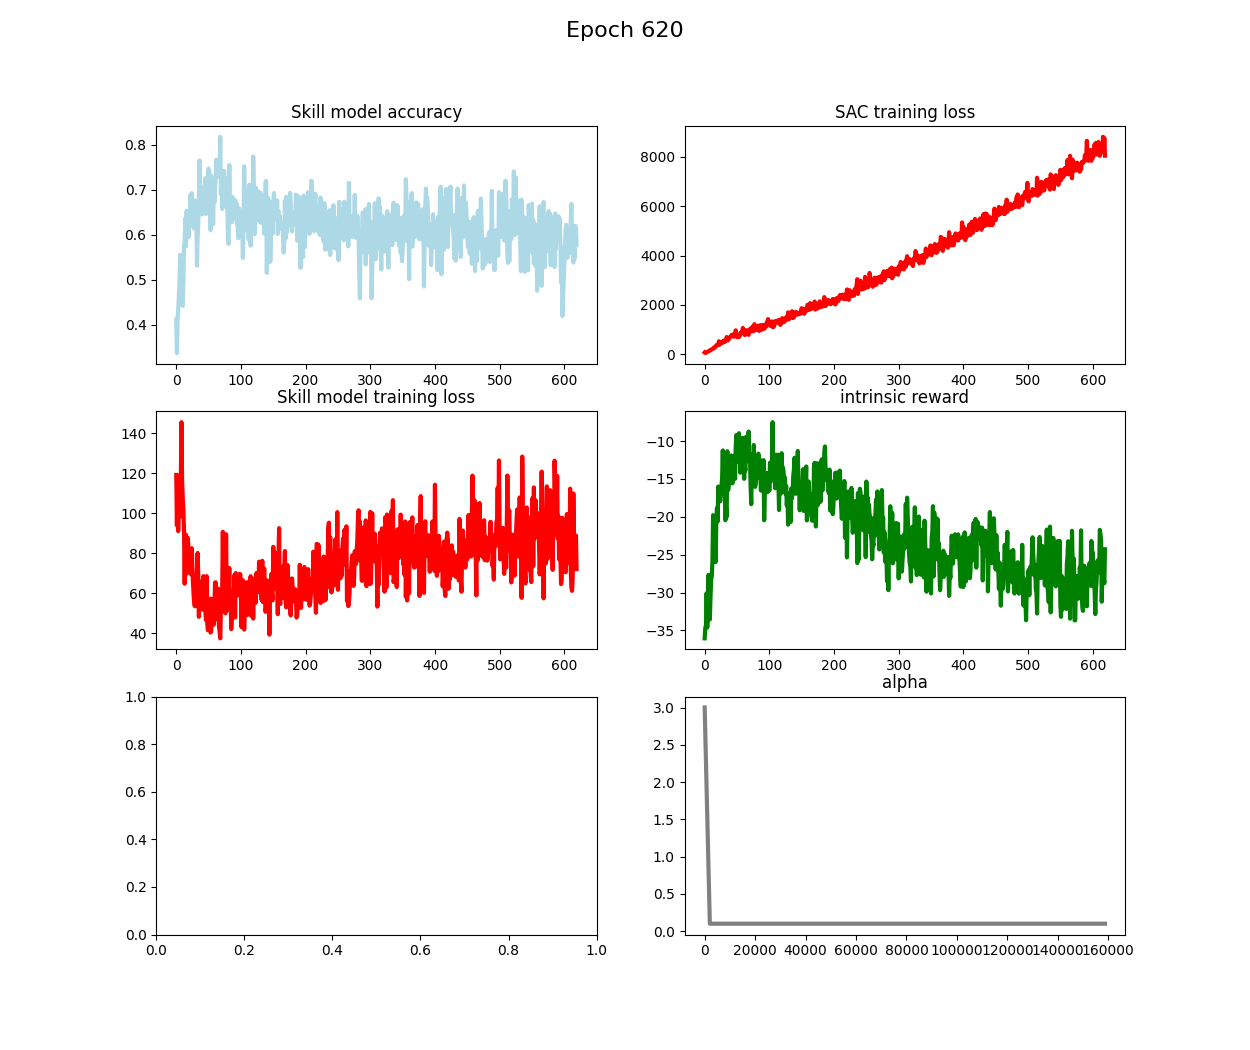 Epoch 620
Skill model accuracy
0.8
0.7
0.6
0.5
0.4
0 100 200 300 400 500 600
SAC training loss
8000
6000
4000
2000
0
0 100 200 300 400 500 600
Skill model training loss
140
120
100
80
60
40
0 100 200 300 400 500 600
intrinsic reward
−10
−15
−20
−25
−30
−35
0 100 200 300 400 500 600
1.0
0.8
0.6
0.4
0.2
0.0
0.0 0.2 0.4 0.6 0.8 1.0
alpha
3.0
2.5
2.0
1.5
1.0
0.5
0.0
0 20000 40000 60000 80000 100000 120000 140000 160000